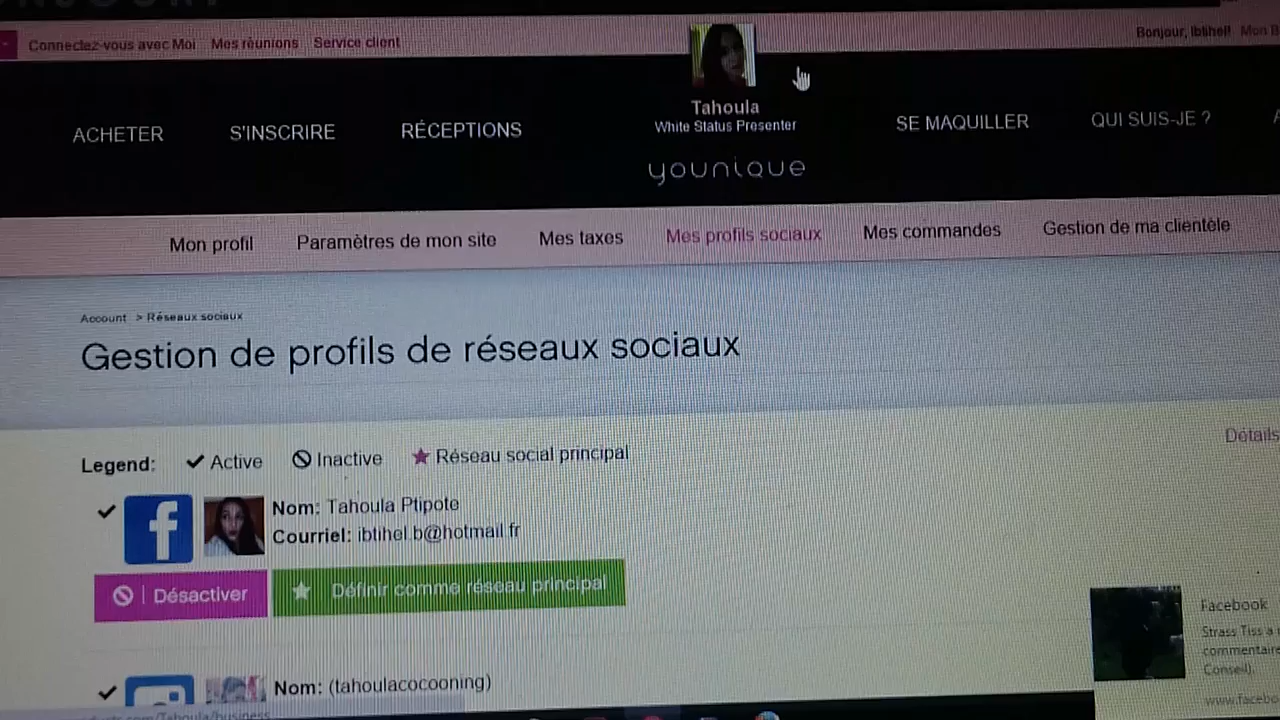 Connectez-vous avec Moi Mes réunions Service client
Bonjour, Ibtihel! Mon
Tahoula
White Status Presenter
younique
ACHETER S'INSCRIRE RÉCEPTIONS SE MAQUILLER QUI SUIS-JE ?
Mon profil Paramètres de mon site Mes taxes Mes profils sociaux Mes commandes Gestion de ma clientèle
Account > Réseaux sociaux
Gestion de profils de réseaux sociaux
Détails
Legend: Active Inactive Réseau social principal
Nom: Tahoula Ptipote
Courriel: ibtihel.b@hotmail.fr
Désactiver Définir comme réseau principal
Facebook
Strass Tiss a
commentaire
Conseil).
Nom: (tahoulacocooning)